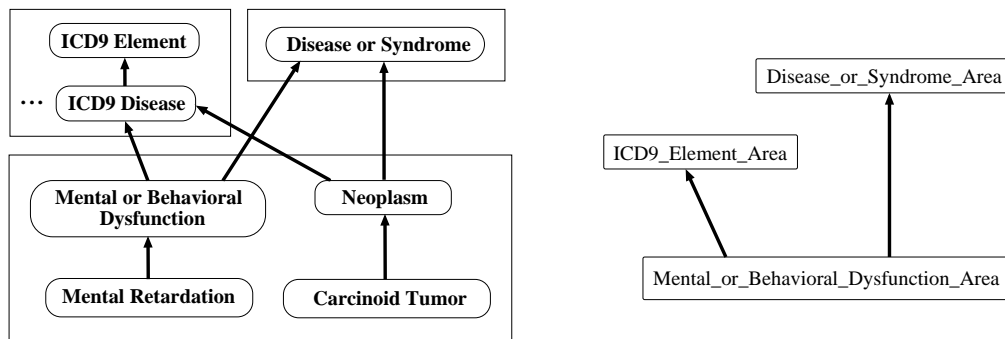 ICD9 Element
Disease or Syndrome
... ICD9 Disease
Mental or Behavioral
Dysfunction
Neoplasm
Mental Retardation
Carcinoid Tumor
Disease_or_Syndrome_Area
ICD9_Element_Area
Mental_or_Behavioral_Dysfunction_Area